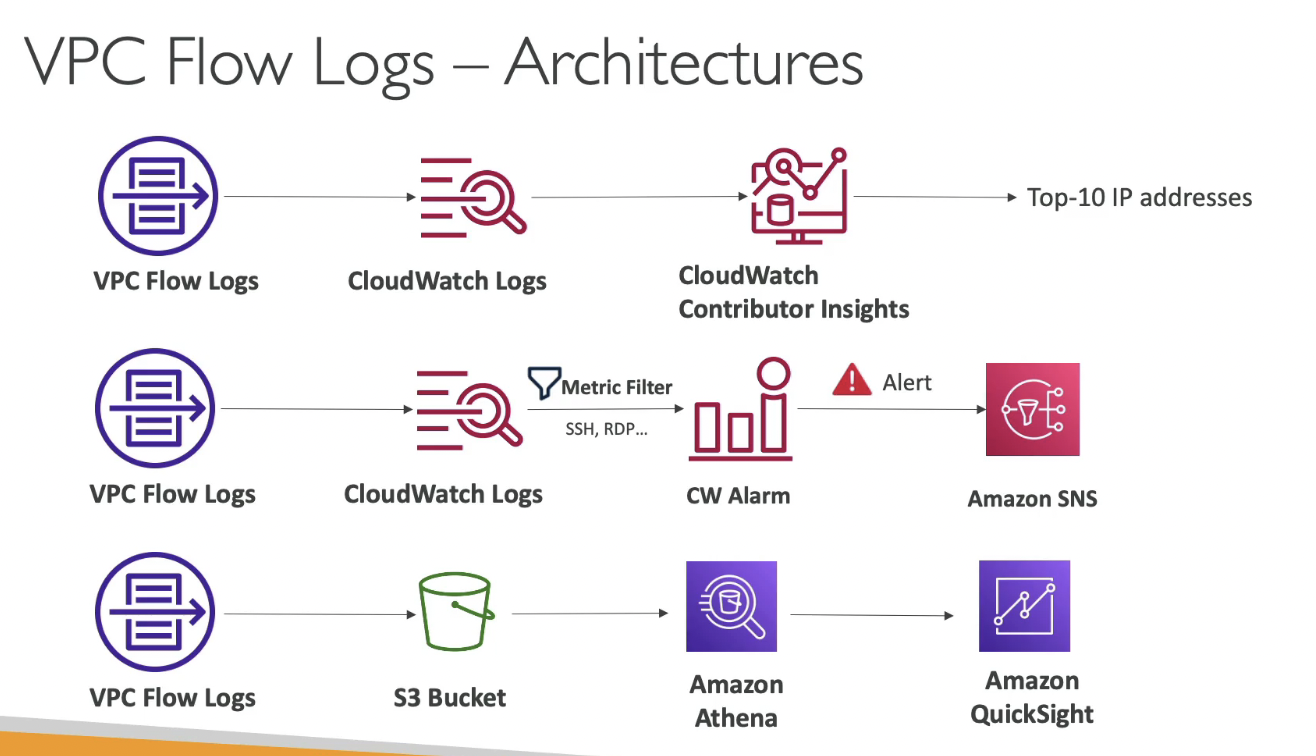 VPC Flow Logs – Architectures
Top-10 IP addresses
VPC Flow Logs
CloudWatch Logs
CloudWatch
Contributor Insights
Metric Filter
SSH, RDP...
Alert
VPC Flow Logs
CloudWatch Logs
CW Alarm
Amazon SNS
VPC Flow Logs
S3 Bucket
Amazon
Athena
Amazon
QuickSight